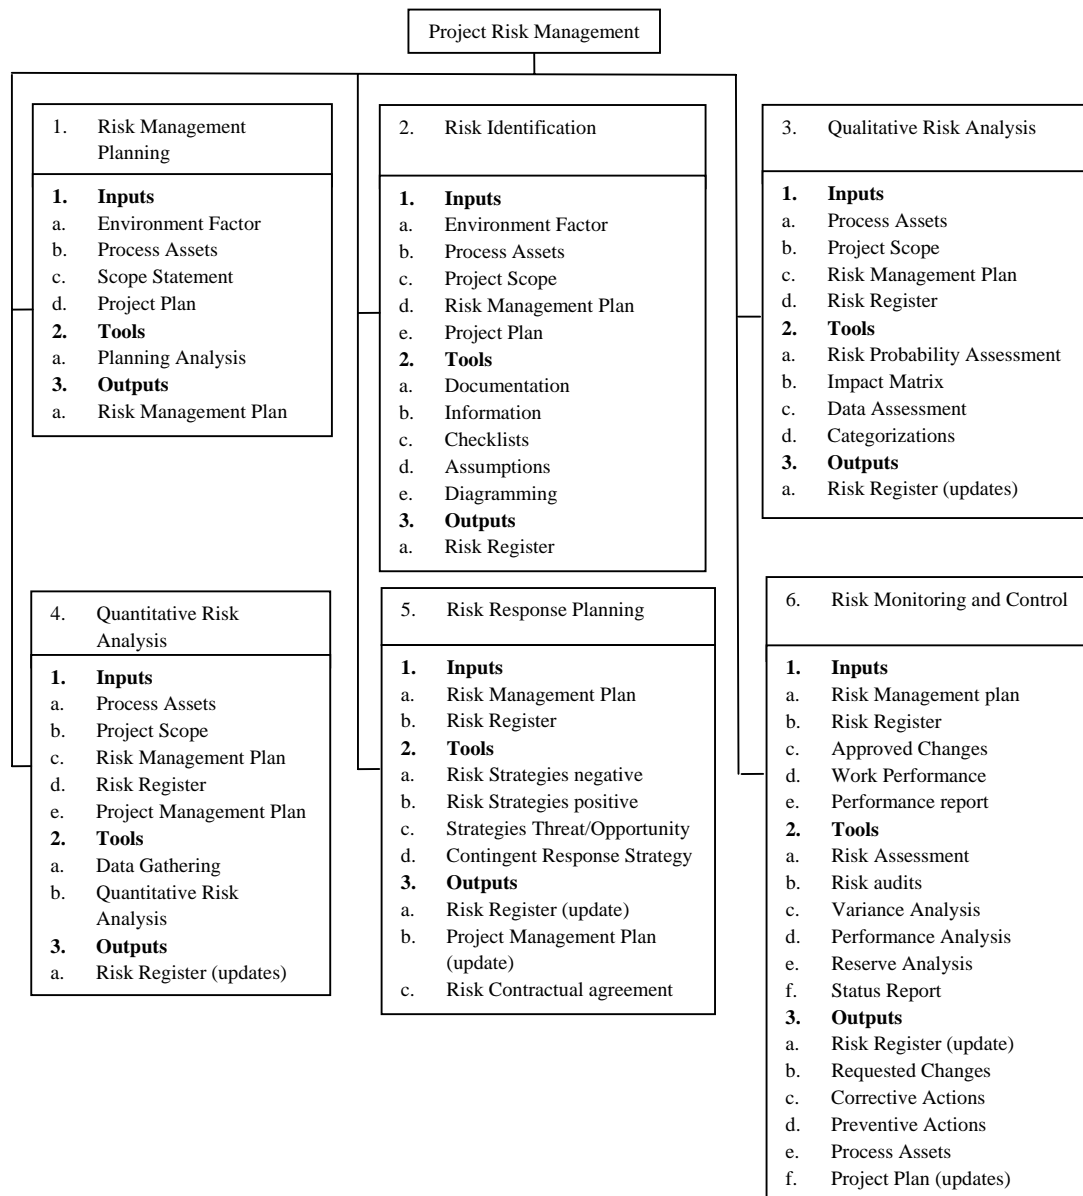 Project Risk Management
1. Risk Management
Planning
1. Inputs
a. Environment Factor
b. Process Assets
c. Scope Statement
d. Project Plan
2. Tools
a. Planning Analysis
3. Outputs
a. Risk Management Plan
2. Risk Identification
1. Inputs
a. Environment Factor
b. Process Assets
c. Project Scope
d. Risk Management Plan
e. Project Plan
2. Tools
a. Documentation
b. Information
c. Checklists
d. Assumptions
e. Diagramming
3. Outputs
a. Risk Register
3. Qualitative Risk Analysis
1. Inputs
a. Process Assets
b. Project Scope
c. Risk Management Plan
d. Risk Register
2. Tools
a. Risk Probability Assessment
b. Impact Matrix
c. Data Assessment
d. Categorizations
3. Outputs
a. Risk Register (updates)
4. Quantitative Risk
Analysis
1. Inputs
a. Process Assets
b. Project Scope
c. Risk Management Plan
d. Risk Register
e. Project Management Plan
2. Tools
a. Data Gathering
b. Quantitative Risk
Analysis
3. Outputs
a. Risk Register (updates)
5. Risk Response Planning
1. Inputs
a. Risk Management Plan
b. Risk Register
2. Tools
a. Risk Strategies negative
b. Risk Strategies positive
c. Strategies Threat/Opportunity
d. Contingent Response Strategy
3. Outputs
a. Risk Register (update)
b. Project Management Plan
(update)
c. Risk Contractual agreement
6. Risk Monitoring and Control
1. Inputs
a. Risk Management plan
b. Risk Register
c. Approved Changes
d. Work Performance
e. Performance report
2. Tools
a. Risk Assessment
b. Risk audits
c. Variance Analysis
d. Performance Analysis
e. Reserve Analysis
f. Status Report
3. Outputs
a. Risk Register (update)
b. Requested Changes
c. Corrective Actions
d. Preventive Actions
e. Process Assets
f. Project Plan (updates)